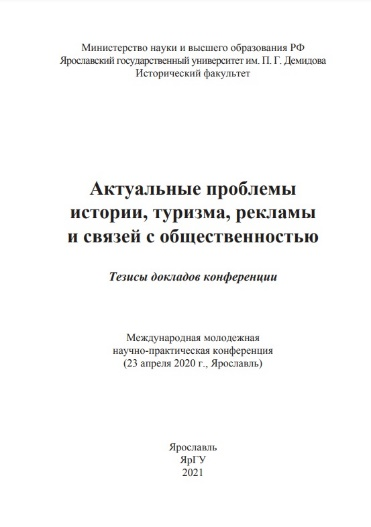 Министерство науки и высшего образования РФ
Ярославский государственный университет им. П. Г. Демидова
Исторический факультет
Актуальные проблемы
истории, туризма, рекламы
и связей с общественностью
Тезисы докладов конференции
Международная молодежная
научно-практическая конференция
(23 апреля 2020 г., Ярославль)
Ярославль
ЯрГУ
2021